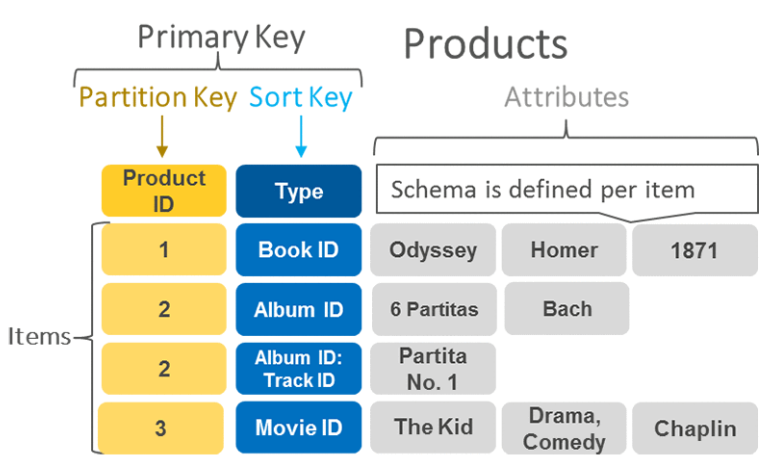 Primary Key
Products
Partition Key
Sort Key
Attributes
Product
ID
Type
Schema is defined per item
Items
1
Book ID
Odyssey
Homer
1871
2
Album ID
6 Partitas
Bach
2
Album ID:
Track ID
Partita
No. 1
3
Movie ID
The Kid
Drama,
Comedy
Chaplin